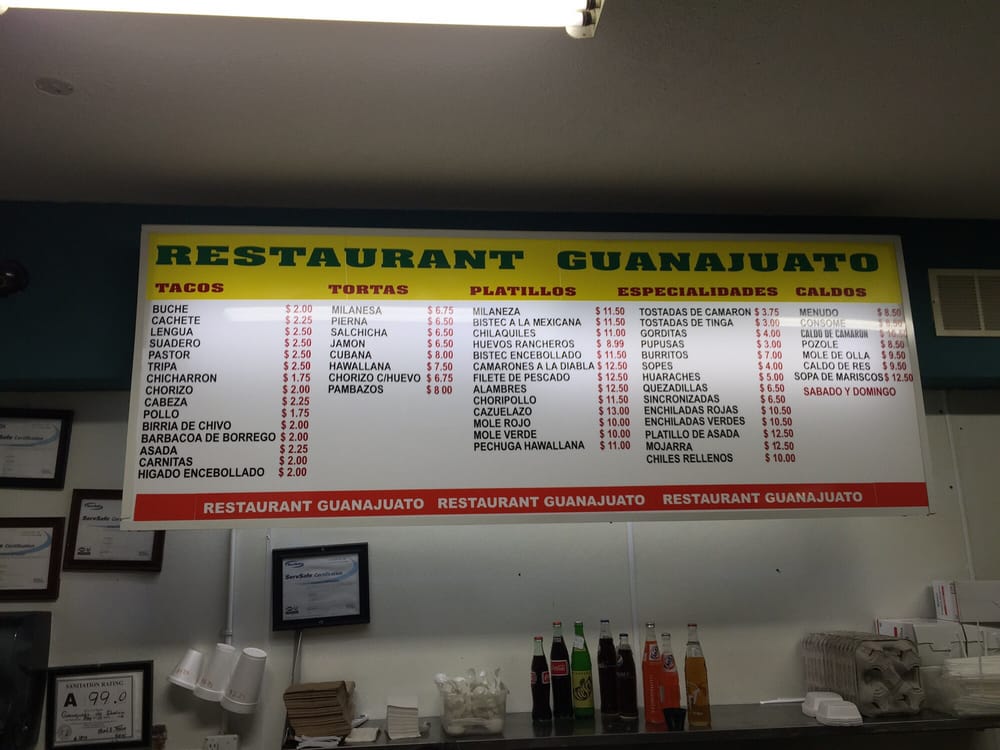 RESTAURANT GUANAJUATO
TACOS
BUCHE $ 2.00
CACHETE $ 2.25
LENGUA $ 2.50
SUADERO $ 2.50
PASTOR $ 2.50
TRIPA $ 2.50
CHICHARRON $ 1.75
CHORIZO $ 2.00
CABEZA $ 2.25
POLLO $ 1.75
BIRRIA DE CHIVO $ 2.00
BARBACOA DE BORREGO $ 2.00
ASADA $ 2.25
CARNITAS $ 2.00
HIGADO ENCEBOLLADO $ 2.00
TORTAS
MILANESA $ 6.75
PIERNA $ 6.50
SALCHICHA $ 6.50
JAMON $ 6.50
CUBANA $ 8.00
HAWALLANA $ 7.50
CHORIZO C/HUEVO $ 6.75
PAMBAZOS $ 8 00
PLATILLOS
MILANEZA $ 11.50
BISTEC A LA MEXICANA $ 11.50
CHILAQUILES $ 11.00
HUEVOS RANCHEROS $ 8.99
BISTEC ENCEBOLLADO $ 11.50
CAMARONES A LA DIABLA $ 12.50
FILETE DE PESCADO $ 12.50
ALAMBRES $ 12.50
CHORIPOLLO $ 11.50
CAZUELAZO $ 13.00
MOLE ROJO $ 10.00
MOLE VERDE $ 10.00
PECHUGA HAWALLANA $ 11.00
ESPECIALIDADES
TOSTADAS DE CAMARON $ 3.75
TOSTADAS DE TINGA $ 3.00
GORDITAS $ 4.00
PUPUSAS $ 3.00
BURRITOS $ 7.00
SOPES $ 4.00
HUARACHES $ 5.00
QUEZADILLAS $ 6.50
SINCRONIZADAS $ 6.50
ENCHILADAS ROJAS $ 10.50
ENCHILADAS VERDES $ 10.50
PLATILLO DE ASADA $ 12.50
MOJARRA $ 12.50
CHILES RELLENOS $ 10.00
CALDOS
MENUDO $ 8.50
CONSOME
CALDO DE CAMARON
POZOLE $ 8.50
MOLE DE OLLA $ 9.50
CALDO DE RES $ 9.50
SOPA DE MARISCOS $ 12.50
SABADO Y DOMINGO
RESTAURANT GUANAJUATO RESTAURANT GUANAJUATO RESTAURANT GUANAJUATO
ServSafe Certification
ServSafe Certification
SANITATION RATING
A 99.0